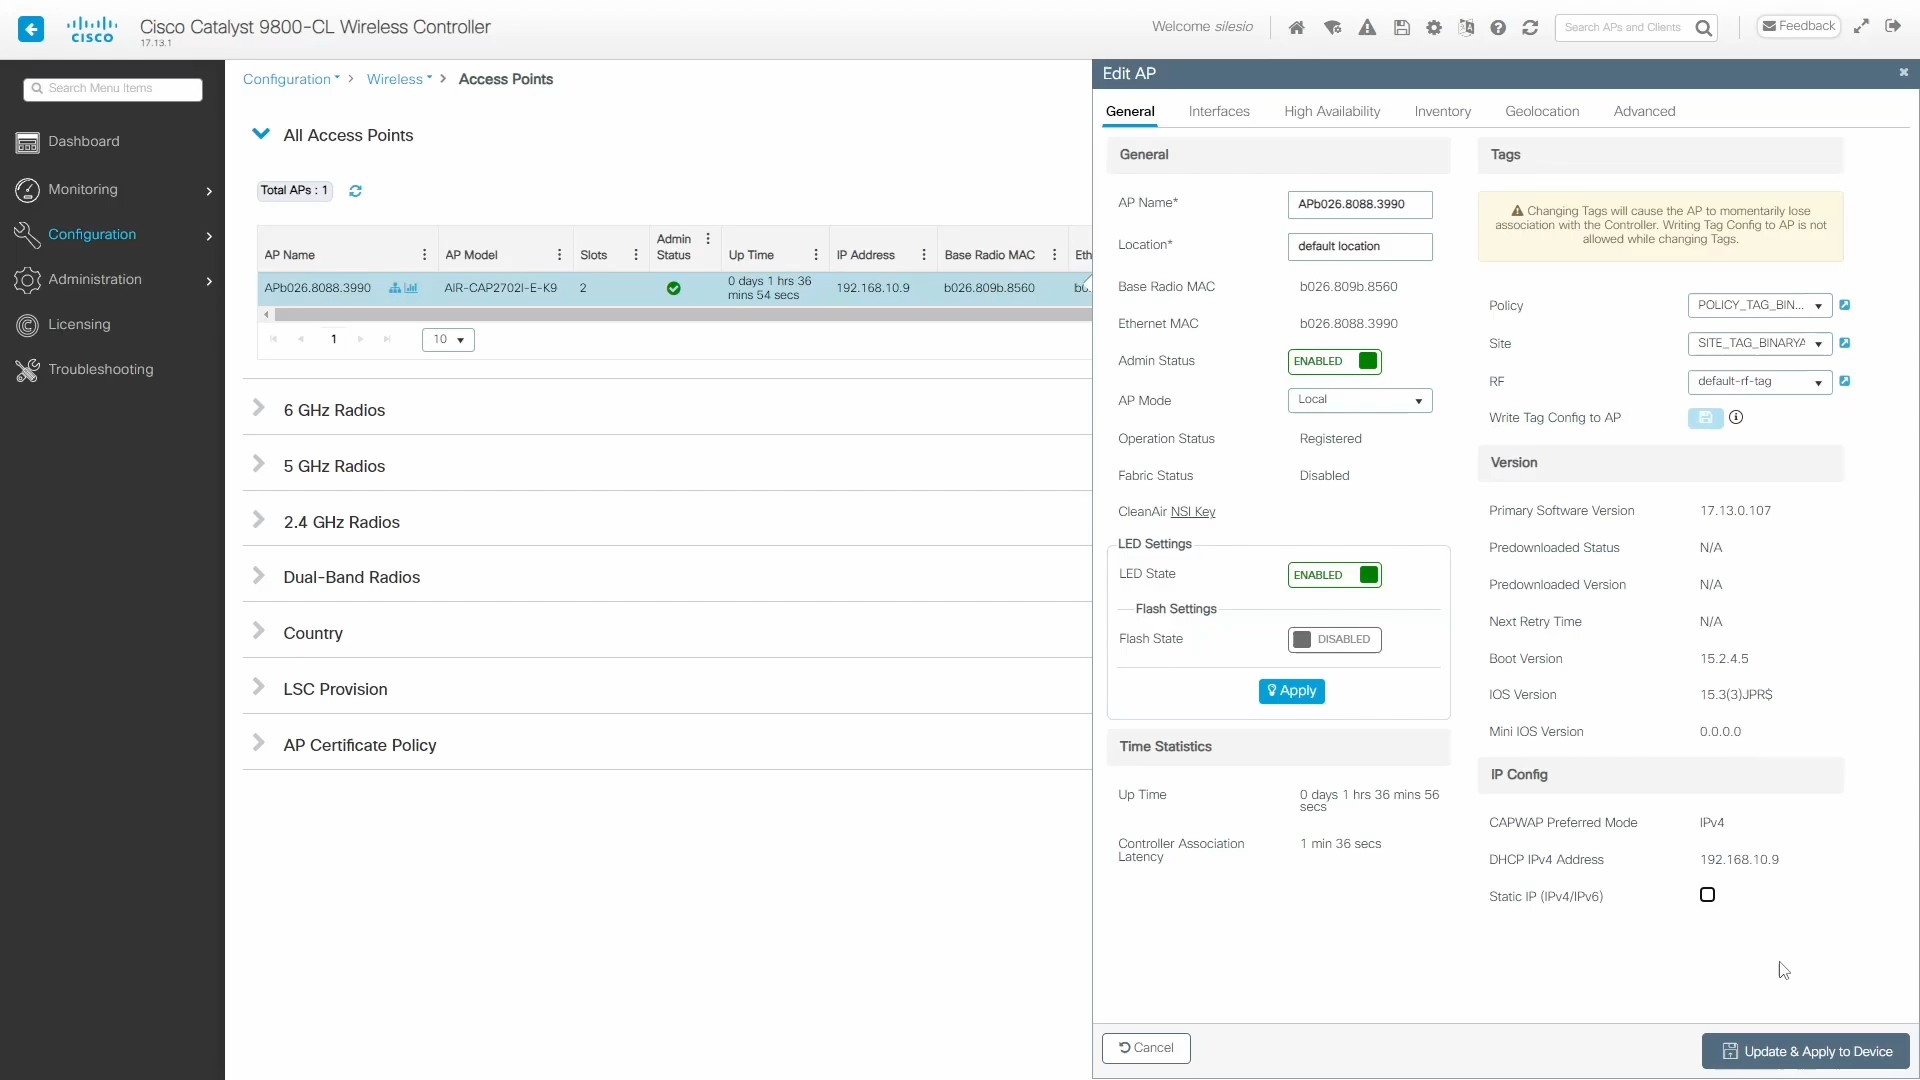 Cisco Catalyst 9800-CL Wireless Controller
17.13.1
CISCO
Welcome silesio
Search APs and Clients
Feedback
Search Menu Items
Dashboard
Monitoring
Configuration
Administration
Licensing
Troubleshooting
Configuration > Wireless > Access Points
All Access Points
Total APs : 1
AP Name
AP Model
Slots
Admin
Status
Up Time
IP Address
Base Radio MAC
Eth
APb026.8088.3990
AIR-CAP2702I-E-K9
2
0 days 1 hrs 36
mins 54 secs
192.168.10.9
b026.809b.8560
b0
1
10
6 GHz Radios
5 GHz Radios
2.4 GHz Radios
Dual-Band Radios
Country
LSC Provision
AP Certificate Policy
Edit AP
General
Interfaces
High Availability
Inventory
Geolocation
Advanced
General
AP Name*
APb026.8088.3990
Location*
default location
Base Radio MAC
b026.809b.8560
Ethernet MAC
b026.8088.3990
Admin Status
ENABLED
AP Mode
Local
Operation Status
Registered
Fabric Status
Disabled
CleanAir NSI Key
LED Settings
LED State
ENABLED
Flash Settings
Flash State
DISABLED
Apply
Time Statistics
Up Time
0 days 1 hrs 36 mins 56
secs
Controller Association
Latency
1 min 36 secs
Tags
Changing Tags will cause the AP to momentarily lose
association with the Controller. Writing Tag Config to AP is not
allowed while changing Tags.
Policy
POLICY_TAG_BIN...
Site
SITE_TAG_BINARYA
RF
default-rf-tag
Write Tag Config to AP
Version
Primary Software Version
17.13.0.107
Predownloaded Status
N/A
Predownloaded Version
N/A
Next Retry Time
N/A
Boot Version
15.2.4.5
IOS Version
15.3(3)JPR$
Mini IOS Version
0.0.0.0
IP Config
CAPWAP Preferred Mode
IPv4
DHCP IPv4 Address
192.168.10.9
Static IP (IPv4/IPv6)
Cancel
Update & Apply to Device